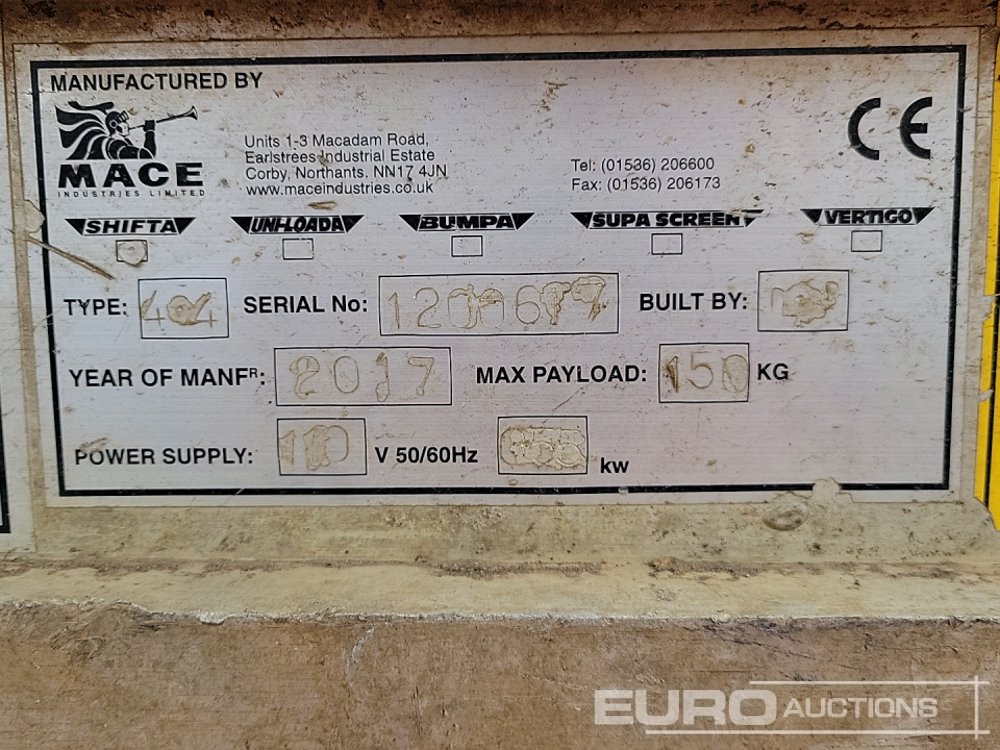 MANUFACTURED BY
MACE
INDUSTRIES LIMITED
Units 1-3 Macadam Road,
Earlstrees Industrial Estate
Corby, Northants. NN17 4JN
www.maceindustries.co.uk
Tel: (01536) 206600
Fax: (01536) 206173
CE
SHIFTA UNI-LOADA BUMPA SUPA SCREEN VERTIGO
TYPE: SERIAL No: BUILT BY:
YEAR OF MANFR: 2017 MAX PAYLOAD: 150 KG
POWER SUPPLY: 110 V 50/60Hz kw
EURO AUCTIONS